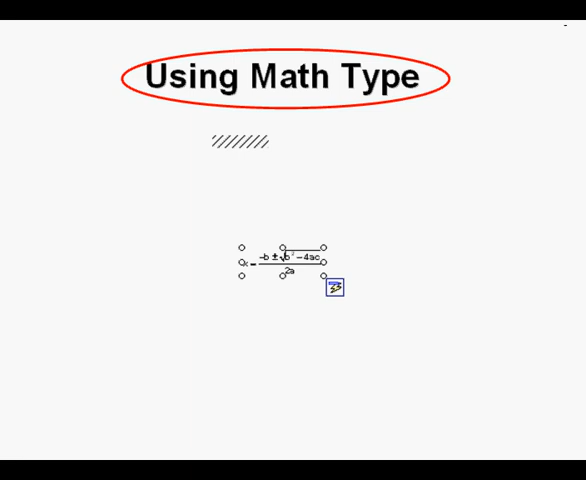 Using Math Type
x = -b ± √b² - 4ac / 2a